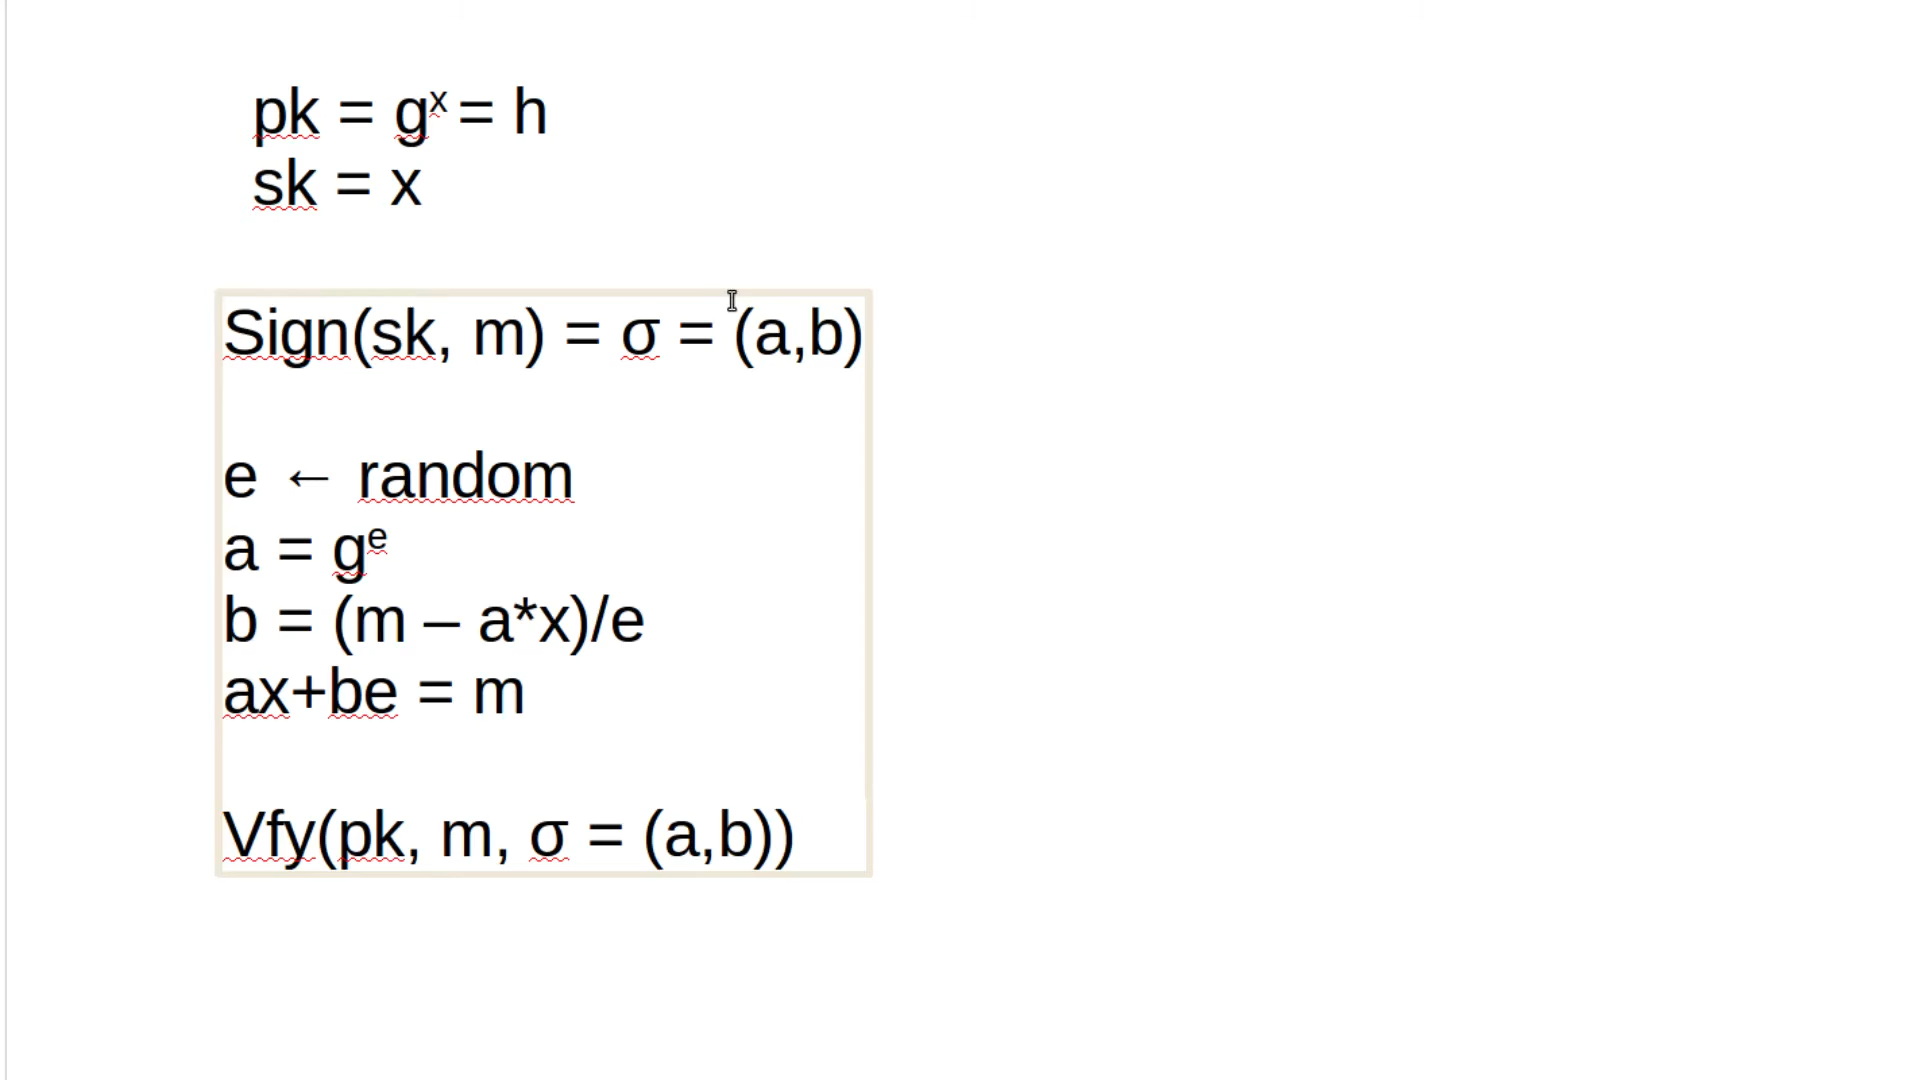 pk = gˣ = h
sk = x
Sign(sk, m) = σ = (a,b)
e ← random
a = gᵉ
b = (m – a*x)/e
ax+be = m
Vfy(pk, m, σ = (a,b))